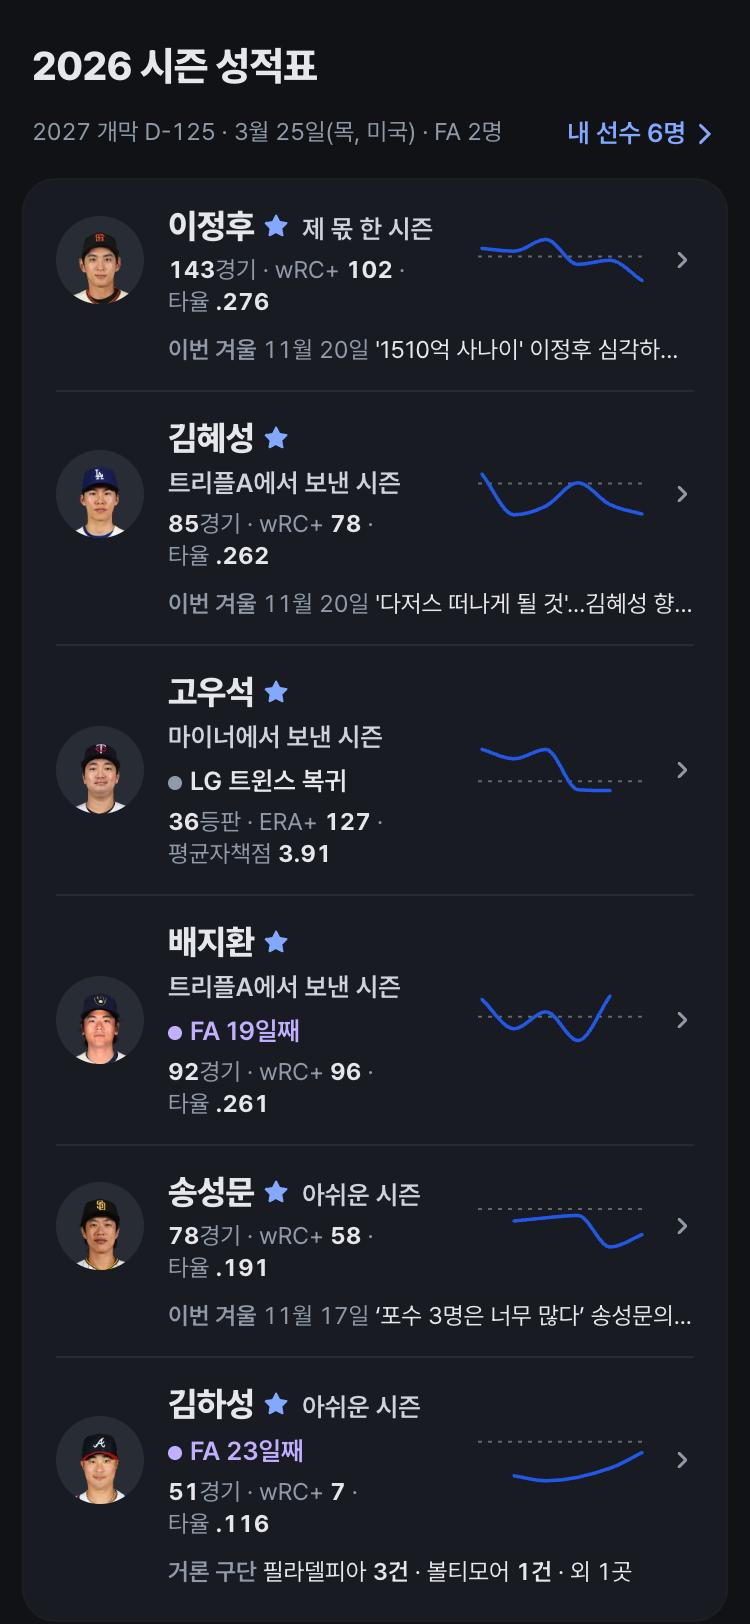 2026 시즌 성적표
2027 개막 D-125 · 3월 25일(목, 미국) · FA 2명
내 선수 6명
이정후 제 몫 한 시즌
143경기 · wRC+ 102 ·
타율 .276
이번 겨울 11월 20일 '1510억 사나이' 이정후 심각하...
김혜성
트리플A에서 보낸 시즌
85경기 · wRC+ 78 ·
타율 .262
이번 겨울 11월 20일 '다저스 떠나게 될 것'...김혜성 향...
고우석
마이너에서 보낸 시즌
LG 트윈스 복귀
36등판 · ERA+ 127 ·
평균자책점 3.91
배지환
트리플A에서 보낸 시즌
FA 19일째
92경기 · wRC+ 96 ·
타율 .261
송성문 아쉬운 시즌
78경기 · wRC+ 58 ·
타율 .191
이번 겨울 11월 17일 ‘포수 3명은 너무 많다’ 송성문의...
김하성 아쉬운 시즌
FA 23일째
51경기 · wRC+ 7 ·
타율 .116
거론 구단 필라델피아 3건 · 볼티모어 1건 · 외 1곳